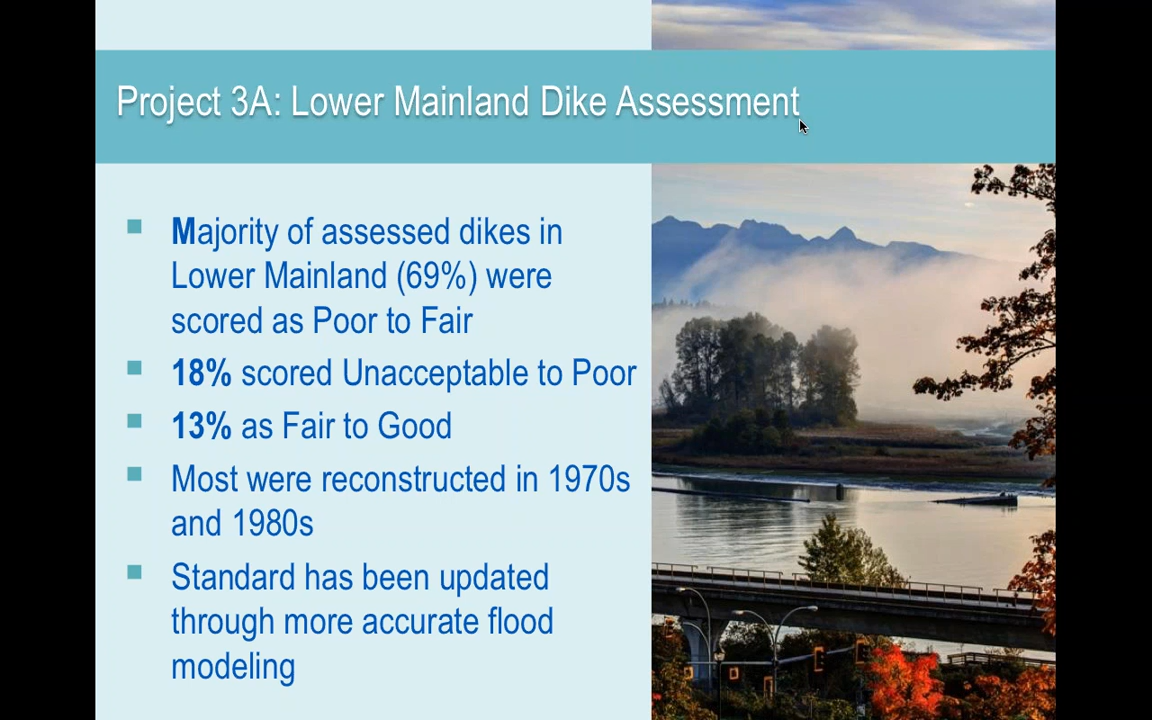 Project 3A: Lower Mainland Dike Assessment
Majority of assessed dikes in
Lower Mainland (69%) were
scored as Poor to Fair
18% scored Unacceptable to Poor
13% as Fair to Good
Most were reconstructed in 1970s
and 1980s
Standard has been updated
through more accurate flood
modeling